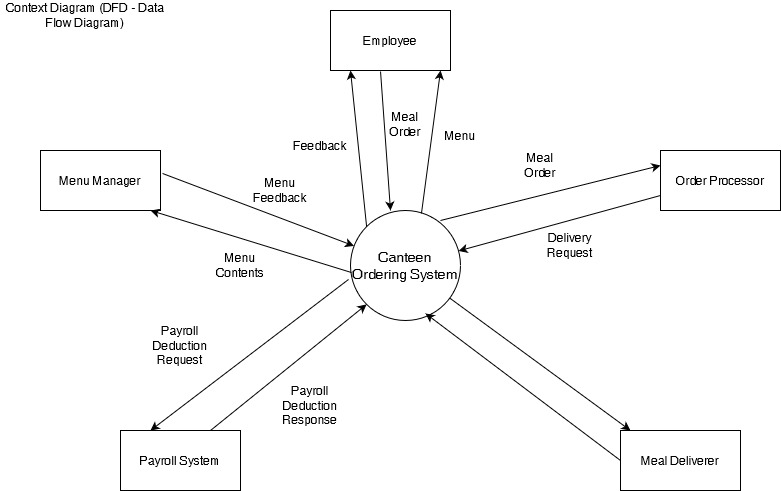 Context Diagram (DFD - Data
Flow Diagram)
Employee
Meal
Order
Feedback
Menu
Menu Manager
Menu
Feedback
Meal
Order
Order Processor
Delivery
Request
Menu
Contents
Canteen
Ordering System
Payroll
Deduction
Request
Payroll
Deduction
Response
Payroll System
Meal Deliverer